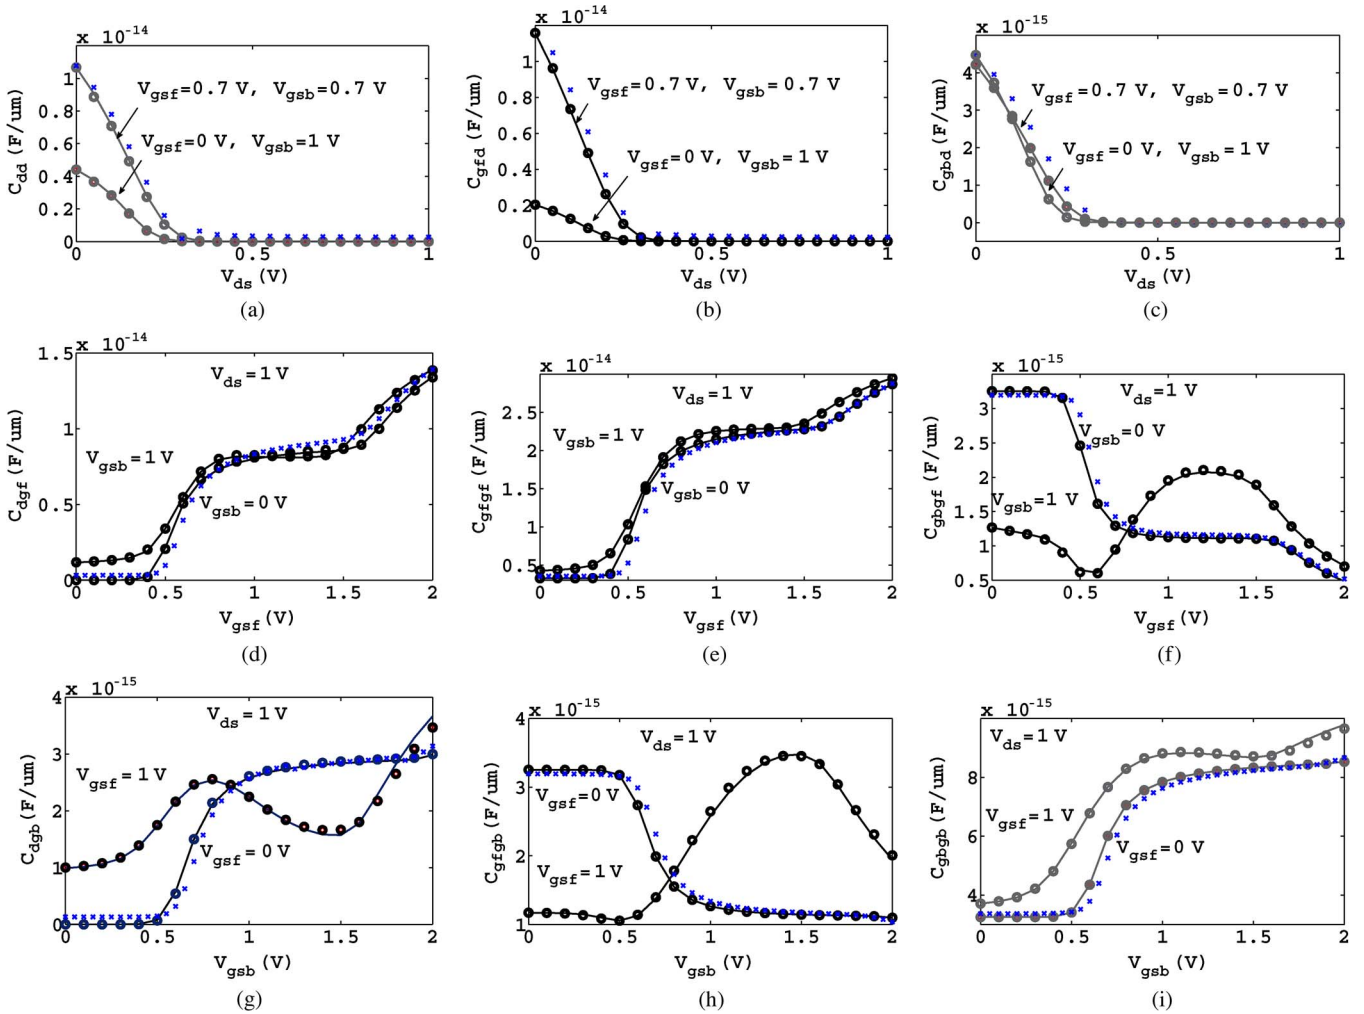 x 10^-14
1
0.8
0.6
0.4
0.2
0
C_dd (F/um)
V_gsf=0.7 V, V_gsb=0.7 V
V_gsf=0 V, V_gsb=1 V
0 0.5 1
V_ds (V)
(a)
x 10^-14
1
0.8
0.6
0.4
0.2
0
C_gfd (F/um)
V_gsf=0.7 V, V_gsb=0.7 V
V_gsf=0 V, V_gsb=1 V
0 0.5 1
V_ds (V)
(b)
x 10^-15
4
3
2
1
0
C_gbd (F/um)
V_gsf=0.7 V, V_gsb=0.7 V
V_gsf=0 V, V_gsb=1 V
0 0.5 1
V_ds (V)
(c)
x 10^-14
1.5
1
0.5
0
C_dgf (F/um)
V_ds=1 V
V_gsb=1 V
V_gsb=0 V
0 0.5 1 1.5 2
V_gsf (V)
(d)
x 10^-14
2.5
2
1.5
1
0.5
C_gfgf (F/um)
V_ds=1 V
V_gsb=1 V
V_gsb=0 V
0 0.5 1 1.5 2
V_gsf (V)
(e)
x 10^-15
3
2.5
2
1.5
1
0.5
C_gbgf (F/um)
V_ds=1 V
V_gsb=0 V
V_gsb=1 V
0 0.5 1 1.5 2
V_gsf (V)
(f)
x 10^-15
4
3
2
1
0
C_dgb (F/um)
V_ds=1 V
V_gsf=1 V
V_gsf=0 V
0 0.5 1 1.5 2
V_gsb (V)
(g)
x 10^-15
4
3
2
1
C_gfgb (F/um)
V_ds=1 V
V_gsf=0 V
V_gsf=1 V
0 0.5 1 1.5 2
V_gsb (V)
(h)
x 10^-15
8
6
4
C_gbgb (F/um)
V_ds=1 V
V_gsf=1 V
V_gsf=0 V
0 0.5 1 1.5 2
V_gsb (V)
(i)